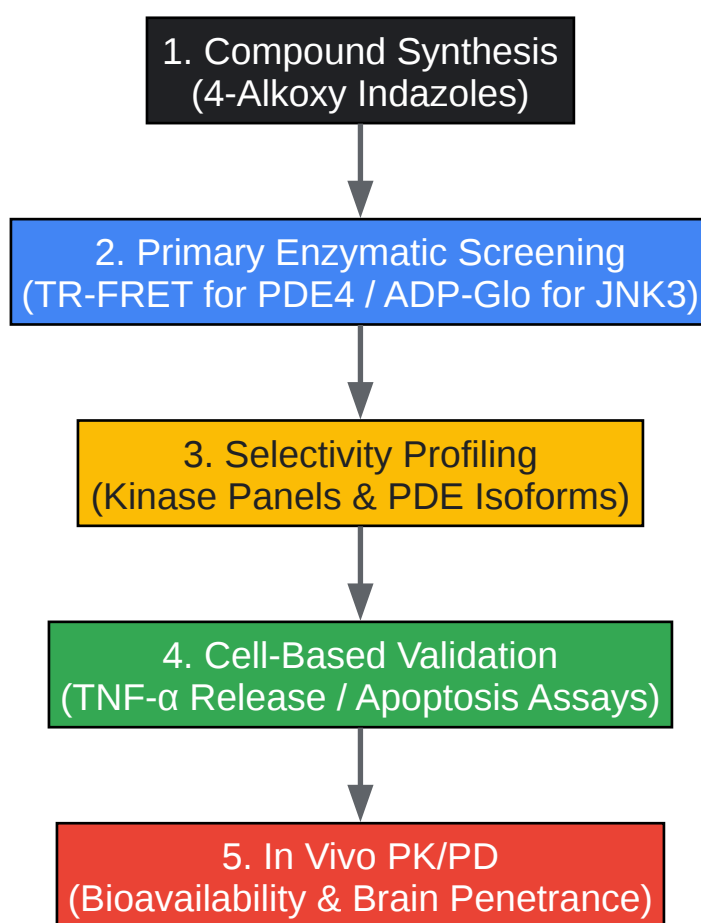 1. Compound Synthesis
(4-Alkoxy Indazoles)
2. Primary Enzymatic Screening
(TR-FRET for PDE4 / ADP-Glo for JNK3)
3. Selectivity Profiling
(Kinase Panels & PDE Isoforms)
4. Cell-Based Validation
(TNF-α Release / Apoptosis Assays)
5. In Vivo PK/PD
(Bioavailability & Brain Penetrance)